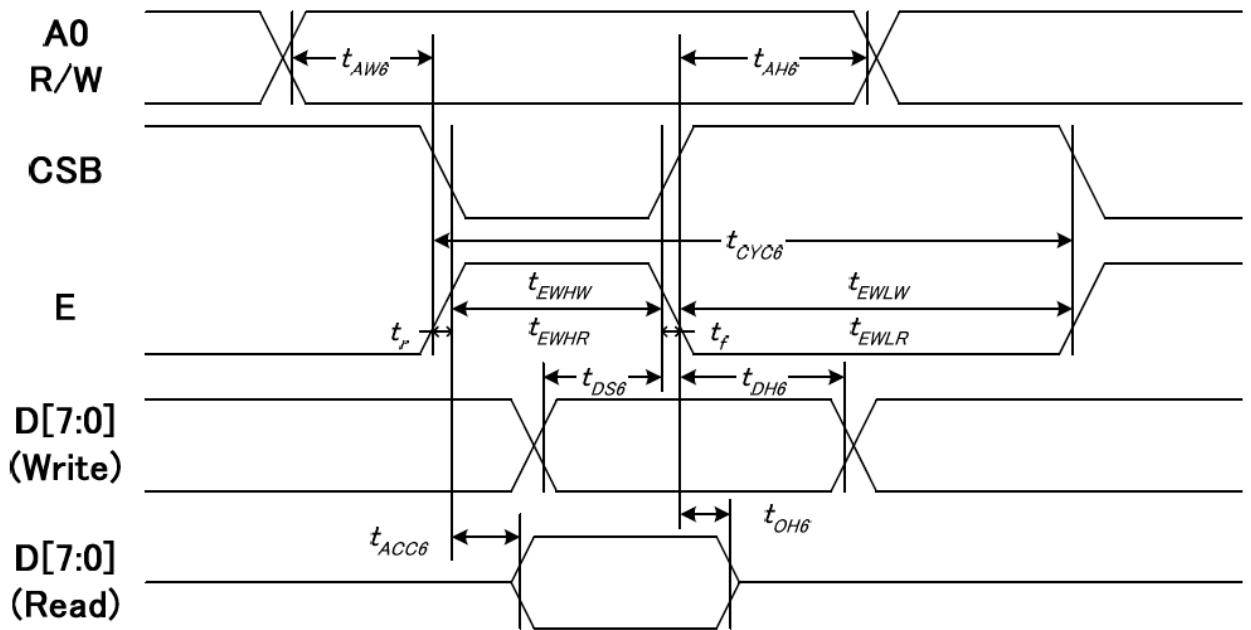 A0
R/W
tAW6
tAH6
CSB
tCYC6
E
tEWHW
tEWLW
tr
tEWHR
tf
tEWLR
tDS6
tDH6
D[7:0]
(Write)
tOH6
tACC6
D[7:0]
(Read)